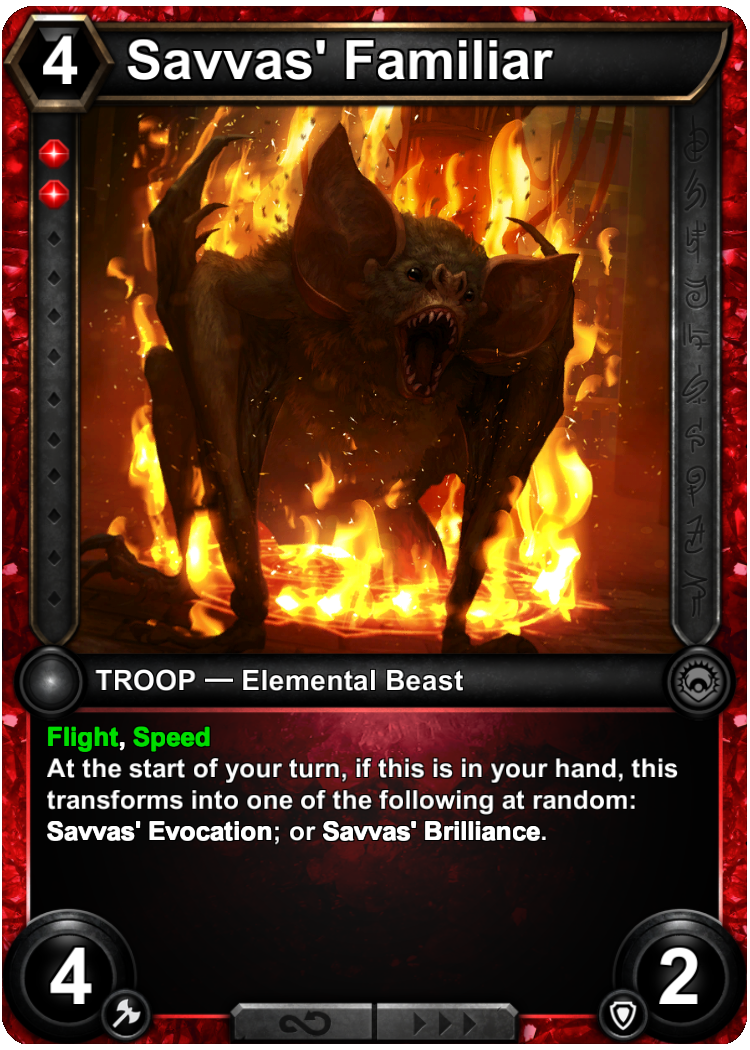 4 Savvas' Familiar
TROOP — Elemental Beast
Flight, Speed
At the start of your turn, if this is in your hand, this
transforms into one of the following at random:
Savvas' Evocation; or Savvas' Brilliance.
4 2